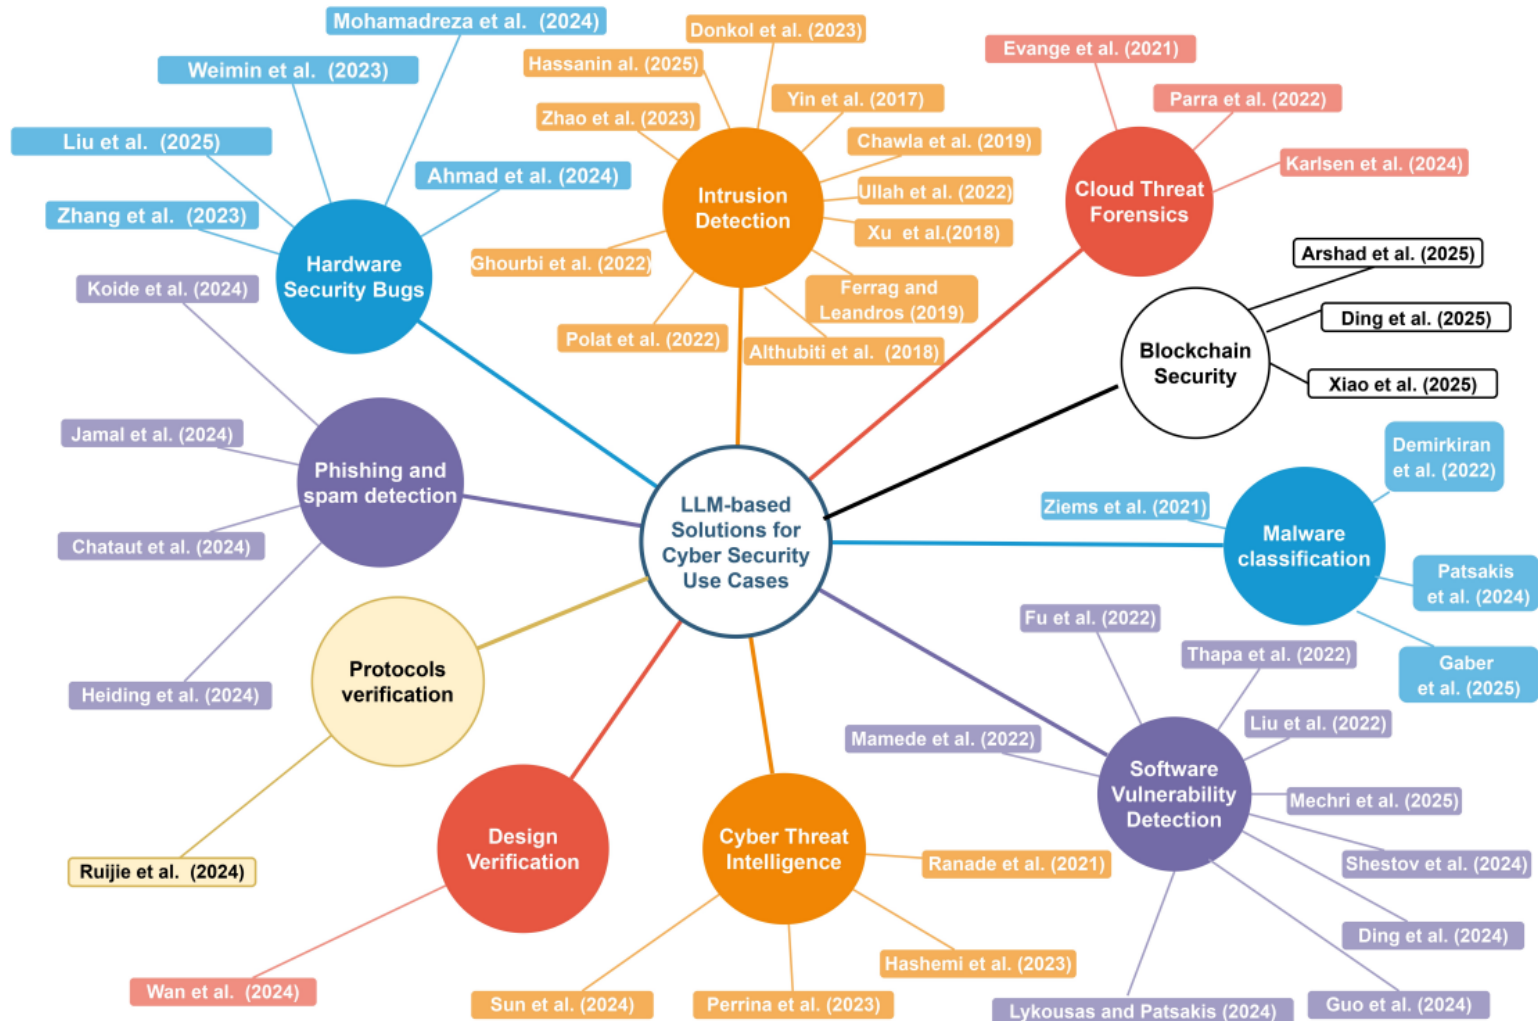 Mohamadreza et al. (2024)
Weimin et al. (2023)
Liu et al. (2025)
Ahmad et al. (2024)
Zhang et al. (2023)
Hardware
Security Bugs
Donkol et al. (2023)
Hassanin al. (2025)
Yin et al. (2017)
Zhao et al. (2023)
Chawla et al. (2019)
Ullah et al. (2022)
Xu et al.(2018)
Intrusion
Detection
Ghourbi et al. (2022)
Ferrag and
Leandros (2019)
Polat et al. (2022)
Althubiti et al. (2018)
Evange et al. (2021)
Parra et al. (2022)
Karlsen et al. (2024)
Cloud Threat
Forensics
Arshad et al. (2025)
Ding et al. (2025)
Xiao et al. (2025)
Blockchain
Security
Koide et al. (2024)
Jamal et al. (2024)
Phishing and
spam detection
Chataut et al. (2024)
Heiding et al. (2024)
LLM-based
Solutions for
Cyber Security
Use Cases
Demirkiran
et al. (2022)
Ziems et al. (2021)
Malware
classification
Patsakis
et al. (2024)
Gaber
et al. (2025)
Protocols
verification
Ruijie et al. (2024)
Design
Verification
Wan et al. (2024)
Cyber Threat
Intelligence
Ranade et al. (2021)
Hashemi et al. (2023)
Sun et al. (2024)
Perrina et al. (2023)
Fu et al. (2022)
Thapa et al. (2022)
Liu et al. (2022)
Mamede et al. (2022)
Software
Vulnerability
Detection
Mechri et al. (2025)
Shestov et al. (2024)
Ding et al. (2024)
Guo et al. (2024)
Lykousas and Patsakis (2024)